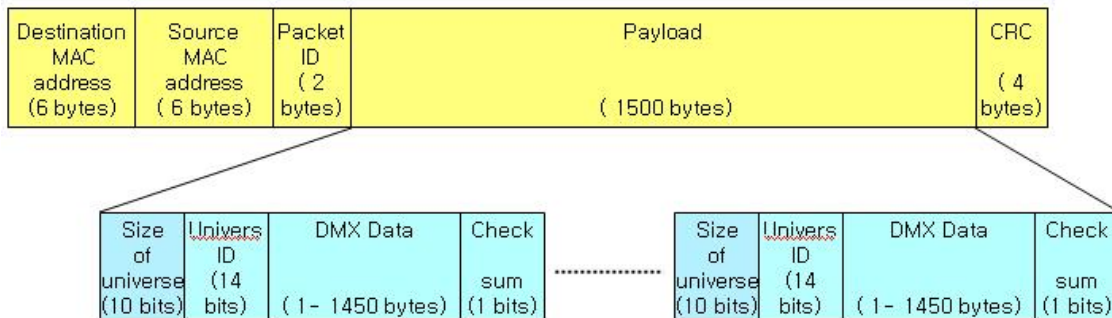 Destination MAC address (6 bytes)
Source MAC address ( 6 bytes)
Packet ID ( 2 bytes)
Payload ( 1500 bytes)
CRC ( 4 bytes)
Size of universe (10 bits)
Univers ID (14 bits)
DMX Data ( 1- 1450 bytes)
Check sum (1 bits)
Size of universe (10 bits)
Univers ID (14 bits)
DMX Data ( 1- 1450 bytes)
Check sum (1 bits)